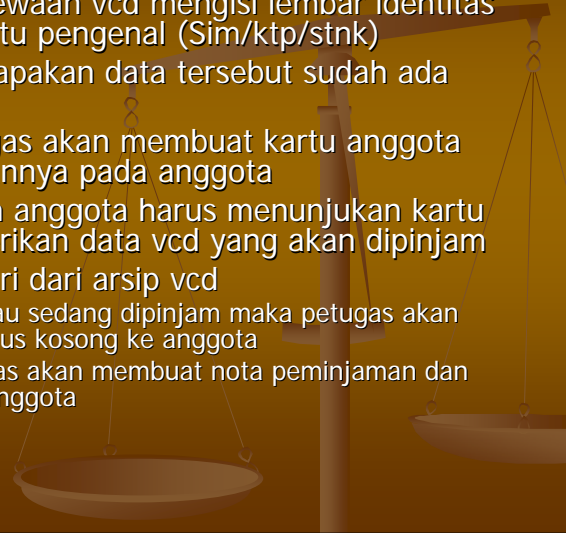 ewaan vcd mengisi lembar identitas
tu pengenal (Sim/ktp/stnk)
apakan data tersebut sudah ada
as akan membuat kartu anggota
nnya pada anggota
anggota harus menunjukan kartu
rikan data vcd yang akan dipinjam
ri dari arsip vcd
au sedang dipinjam maka petugas akan
us kosong ke anggota
as akan membuat nota peminjaman dan
nggota